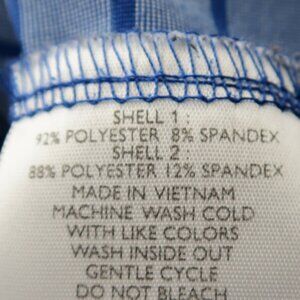 SHELL 1 :
92% POLYESTER 8% SPANDEX
SHELL 2 :
88% POLYESTER 12% SPANDEX
MADE IN VIETNAM
MACHINE WASH COLD
WITH LIKE COLORS
WASH INSIDE OUT
GENTLE CYCLE
DO NOT BLEACH